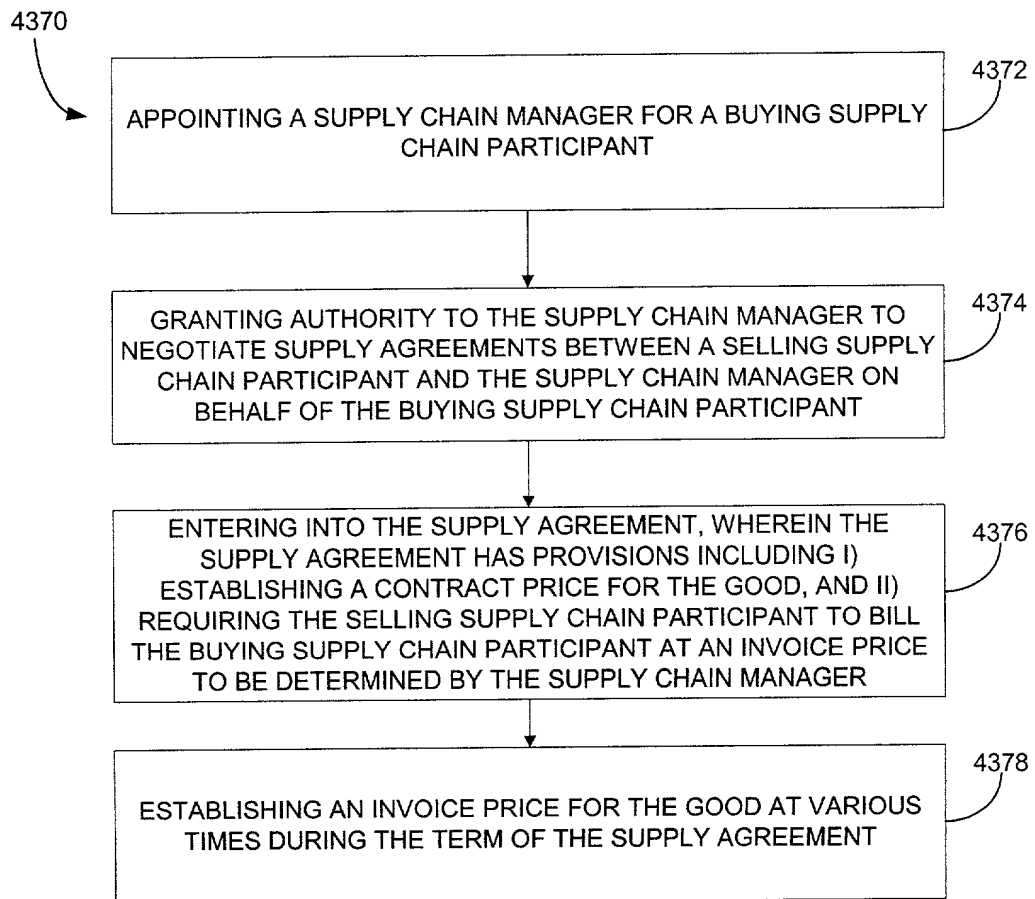 4370
4372
APPOINTING A SUPPLY CHAIN MANAGER FOR A BUYING SUPPLY
CHAIN PARTICIPANT
4374
GRANTING AUTHORITY TO THE SUPPLY CHAIN MANAGER TO
NEGOTIATE SUPPLY AGREEMENTS BETWEEN A SELLING SUPPLY
CHAIN PARTICIPANT AND THE SUPPLY CHAIN MANAGER ON
BEHALF OF THE BUYING SUPPLY CHAIN PARTICIPANT
4376
ENTERING INTO THE SUPPLY AGREEMENT, WHEREIN THE
SUPPLY AGREEMENT HAS PROVISIONS INCLUDING I)
ESTABLISHING A CONTRACT PRICE FOR THE GOOD, AND II)
REQUIRING THE SELLING SUPPLY CHAIN PARTICIPANT TO BILL
THE BUYING SUPPLY CHAIN PARTICIPANT AT AN INVOICE PRICE
TO BE DETERMINED BY THE SUPPLY CHAIN MANAGER
4378
ESTABLISHING AN INVOICE PRICE FOR THE GOOD AT VARIOUS
TIMES DURING THE TERM OF THE SUPPLY AGREEMENT